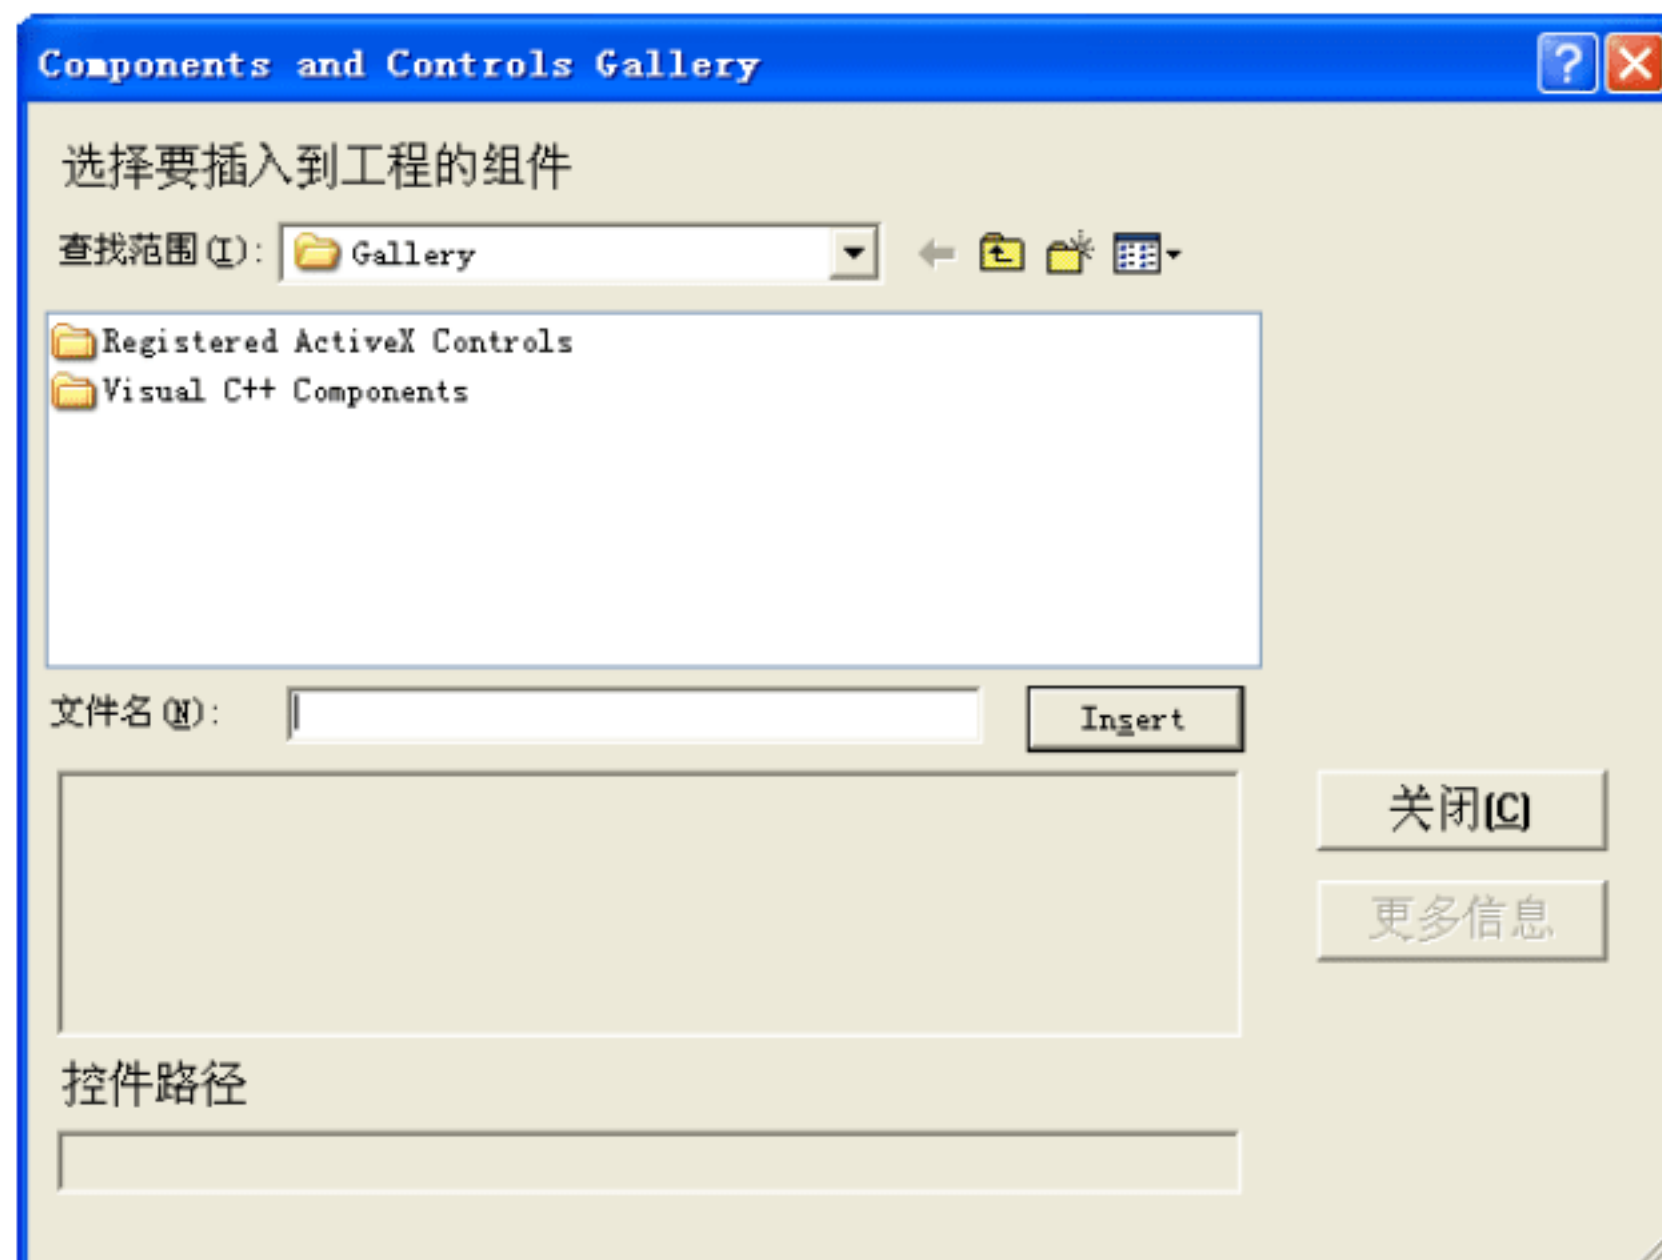 Components and Controls Gallery
选择要插入到工程的组件
查找范围(I): Gallery
Registered ActiveX Controls
Visual C++ Components
文件名(N): Insert
关闭(C)
更多信息
控件路径